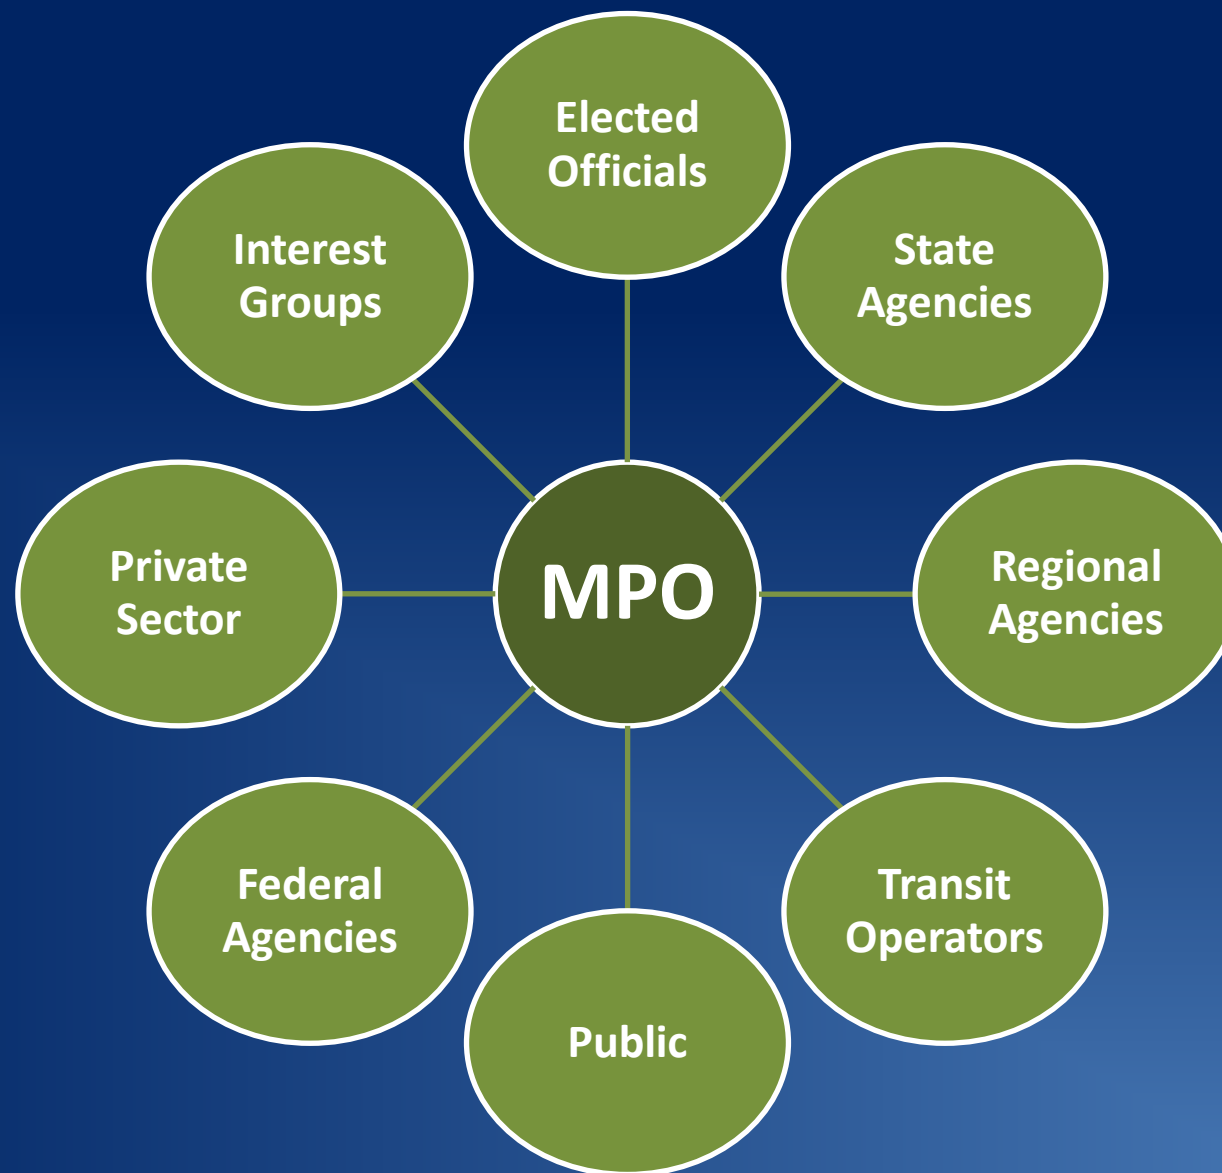 Elected
Officials
Interest
Groups
State
Agencies
Private
Sector
MPO
Regional
Agencies
Federal
Agencies
Transit
Operators
Public